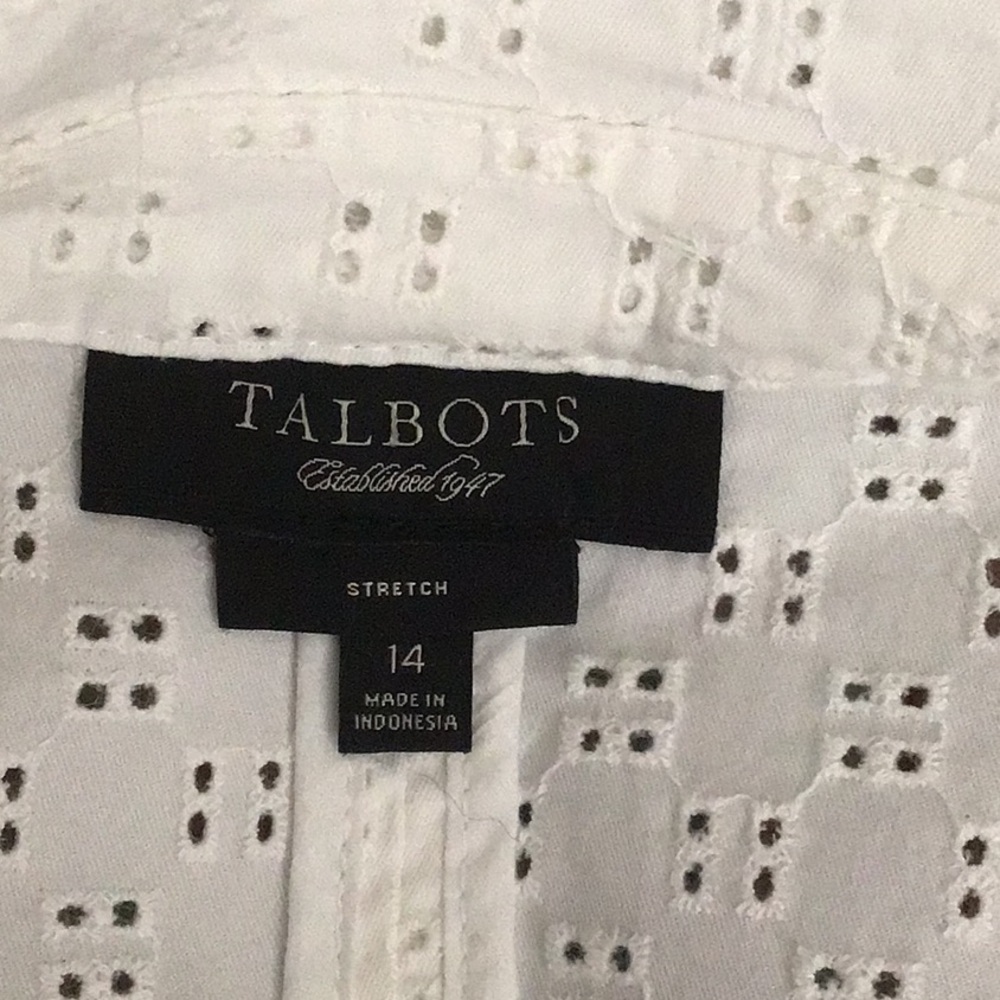 TALBOTS
Established 1947
STRETCH
14
MADE IN
INDONESIA